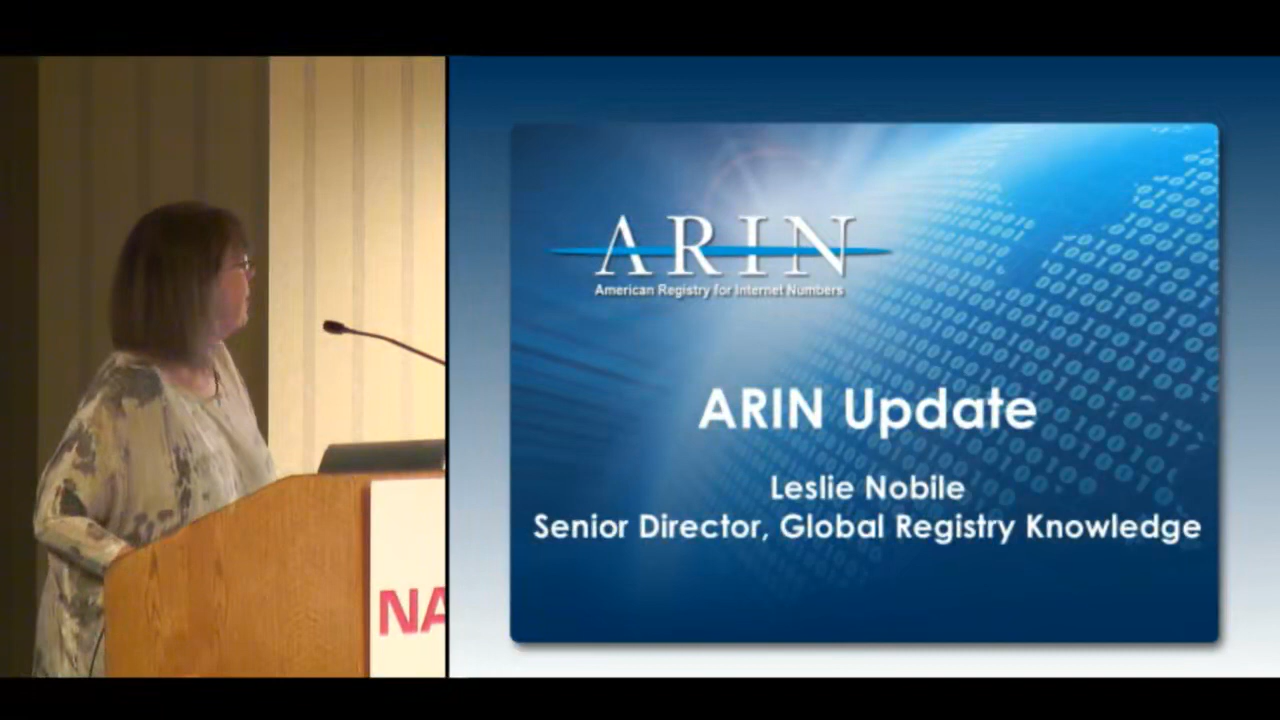 ARIN
American Registry for Internet Numbers
ARIN Update
Leslie Nobile
Senior Director, Global Registry Knowledge
NA